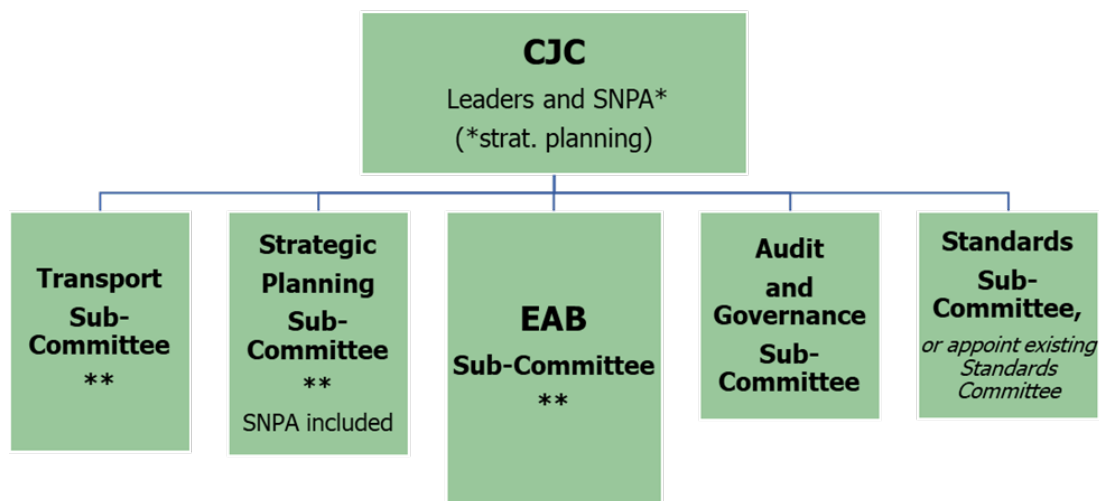 CJC
Leaders and SNPA*
(*strat. planning)
Transport
Sub-
Committee
**
Strategic
Planning
Sub-
Committee
**
SNPA included
EAB
Sub-Committee
**
Audit
and
Governance
Sub-
Committee
Standards
Sub-
Committee,
or appoint existing
Standards
Committee